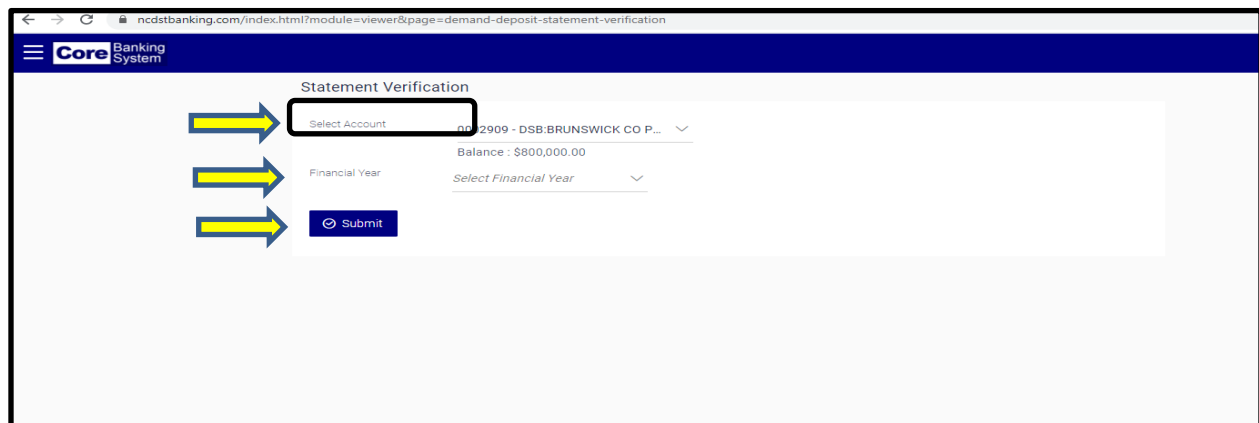 ncdstbanking.com/index.html?module=viewer&page=demand-deposit-statement-verification
Core Banking System
Statement Verification
Select Account
0002909 - DSB:BRUNSWICK CO P...
Balance : $800,000.00
Financial Year
Select Financial Year
Submit